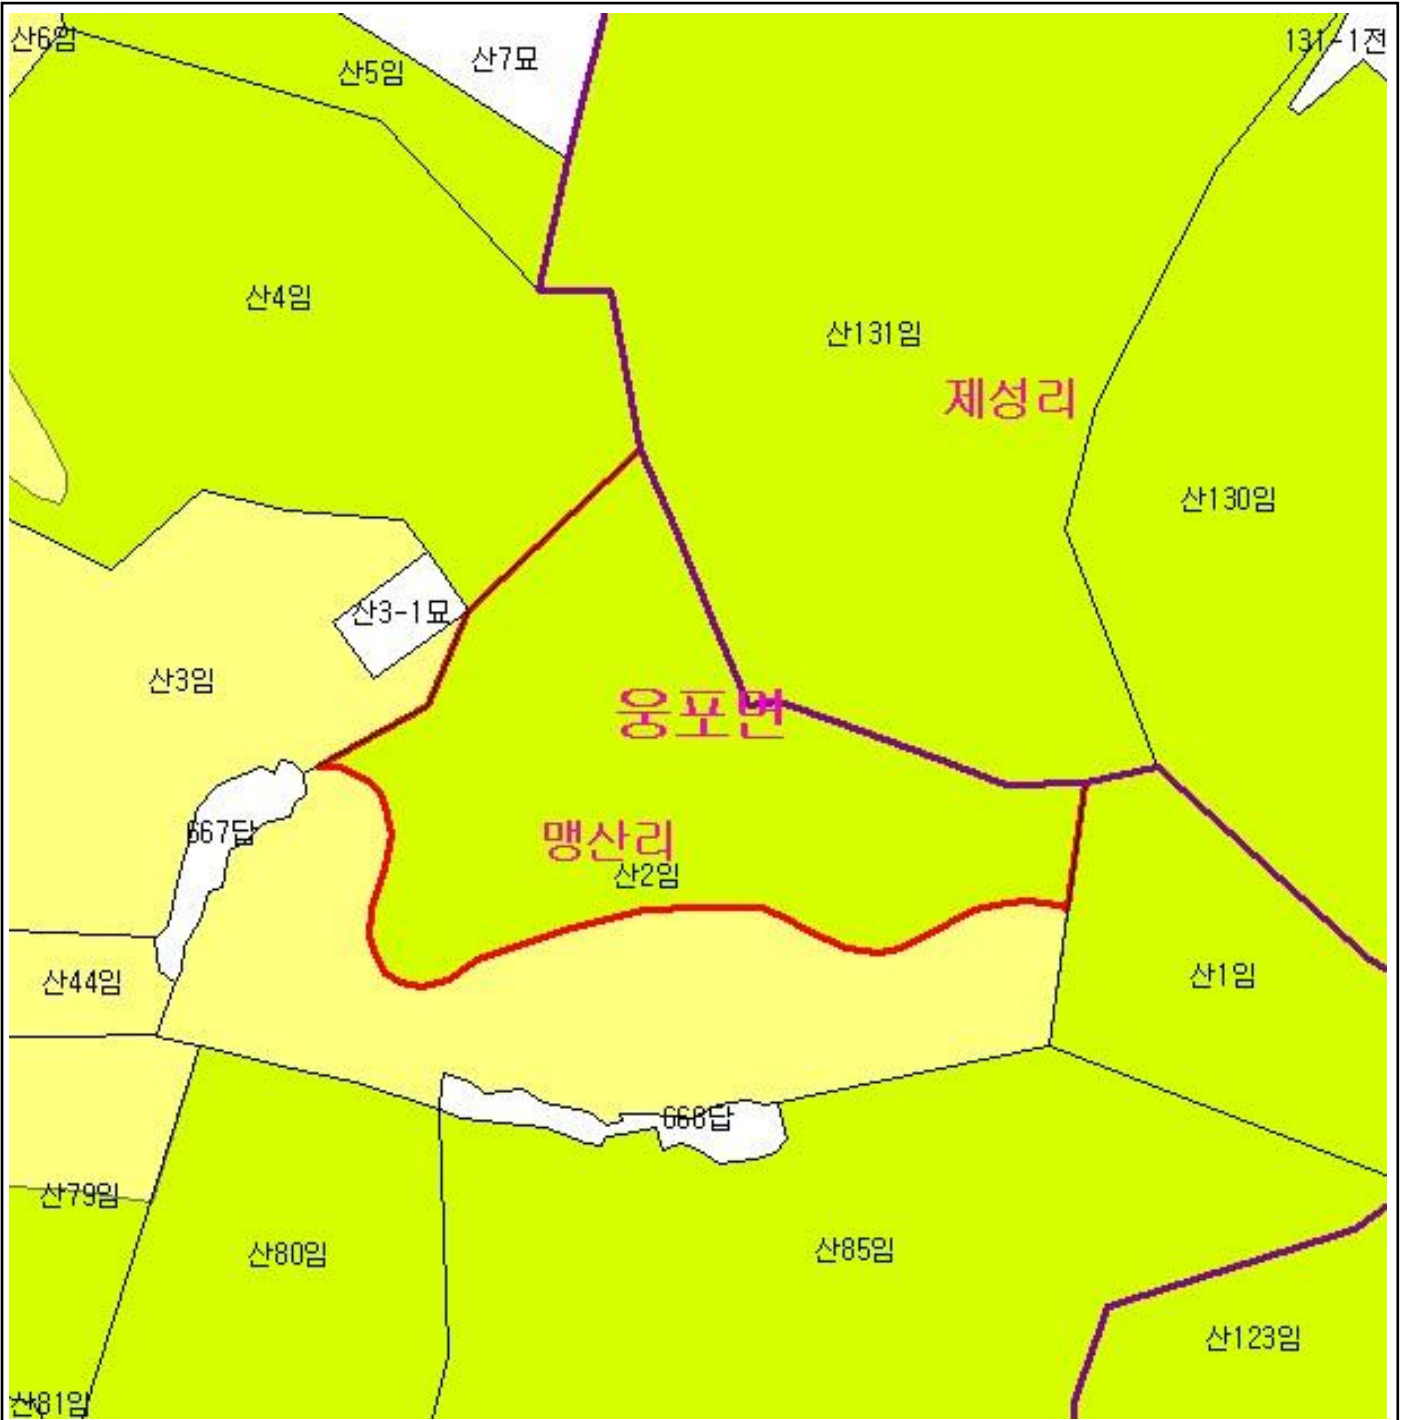 산6임
131-1전
산7묘
산5임
산4임
산131임
제성리
산130임
산3-1묘
산3임
웅포면
667답
맹산리
산2임
산44임
산1임
668답
산79임
산80임
산85임
산123임
산81임